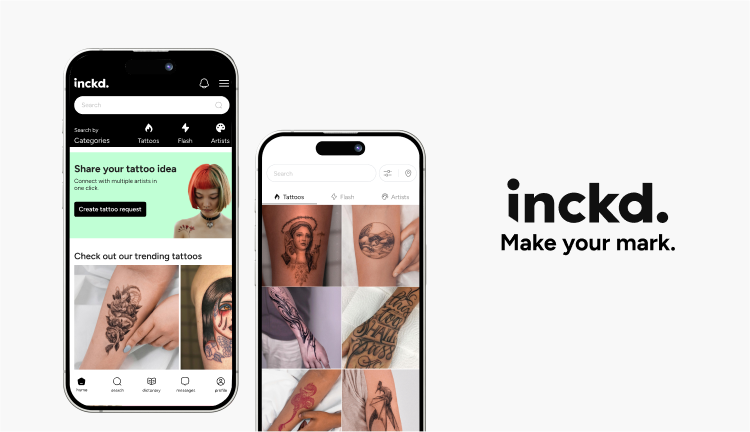 inckd.
Search
Search by
Categories
Tattoos
Flash
Artists
Share your tattoo idea
Connect with multiple artists in
one click.
Create tattoo request
Check out our trending tattoos
home
search
dictionary
messages
profile
Search
Tattoos
Flash
Artists
inckd.
Make your mark.